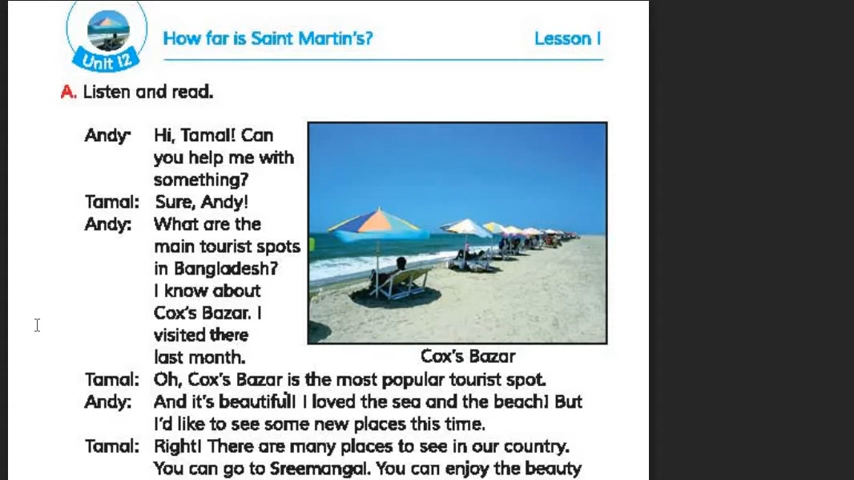 How far is Saint Martin's? Lesson 1
Unit 12
A. Listen and read.
Andy: Hi, Tamal! Can
you help me with
something?
Tamal: Sure, Andy!
Andy: What are the
main tourist spots
in Bangladesh?
I know about
Cox's Bazar. I
visited there
last month.
Cox's Bazar
Tamal: Oh, Cox's Bazar is the most popular tourist spot.
Andy: And it's beautiful! I loved the sea and the beach! But
I'd like to see some new places this time.
Tamal: Right! There are many places to see in our country.
You can go to Sreemangal. You can enjoy the beauty